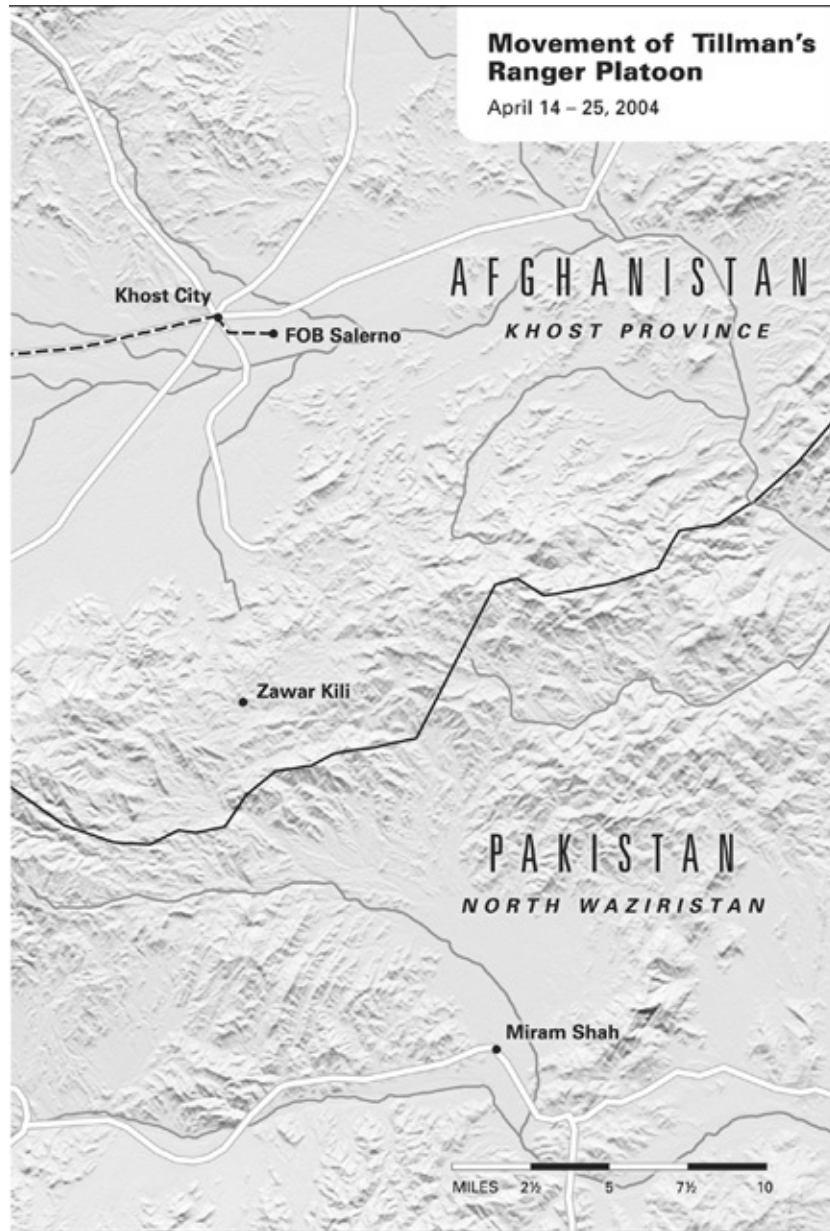 Movement of Tillman's
Ranger Platoon
April 14 – 25, 2004
AFGHANISTAN
Khost City
FOB Salerno
KHOST PROVINCE
Zawar Kili
PAKISTAN
NORTH WAZIRISTAN
Miram Shah
MILES 2½ 5 7½ 10